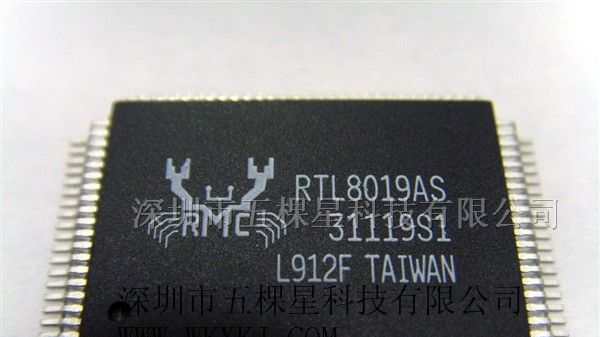 RTL8019AS
深圳市五棵星科技有限公司
RMC
31119S1
L912F TAIWAN
深圳市五棵星科技有限公司